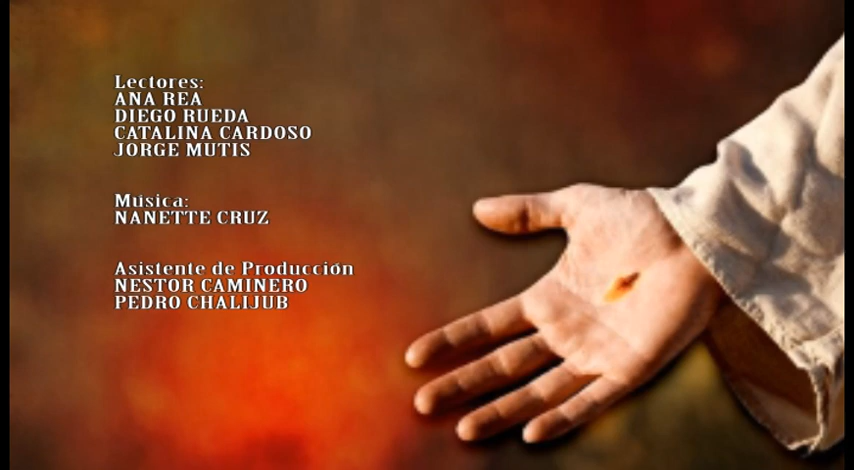 Lectores:
ANA REA
DIEGO RUEDA
CATALINA CARDOSO
JORGE MUTIS
Música:
NANETTE CRUZ
Asistente de Producción
NESTOR CAMINERO
PEDRO CHALIJUB